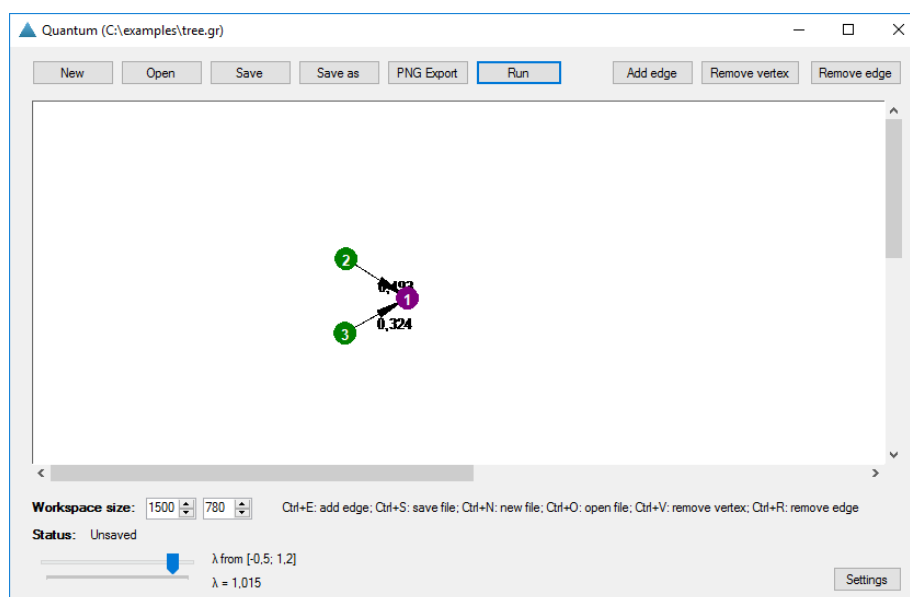 Quantum (C:\examples\tree.gr)
New Open Save Save as PNG Export Run Add edge Remove vertex Remove edge
2
0,493
1
3
0,324
Workspace size: 1500 780 Ctrl+E: add edge; Ctrl+S: save file; Ctrl+N: new file; Ctrl+O: open file; Ctrl+V: remove vertex; Ctrl+R: remove edge
Status: Unsaved
λ from [-0,5; 1,2]
λ = 1,015
Settings